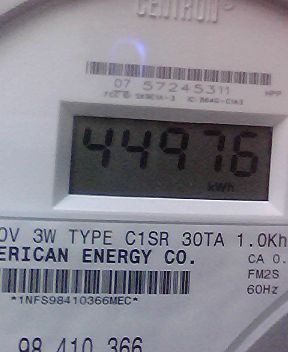 CENTRON
07 57245311
HPP
44976
kWh
0V 3W TYPE C1SR 30TA 1.0Kh
ERICAN ENERGY CO.
CA 0.
FM2S
*1NFS98410366MEC*
60Hz
98 410 366